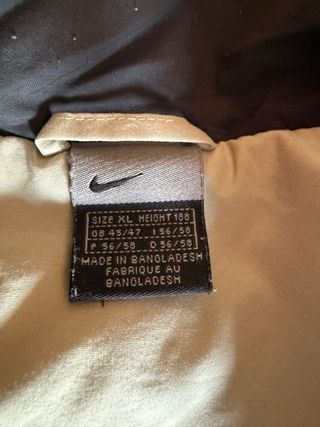 SIZE XL HEIGHT 188
GB 45/47 I 56/58
F 56/58 D 56/58
MADE IN BANGLADESH
FABRIQUE AU
BANGLADESH